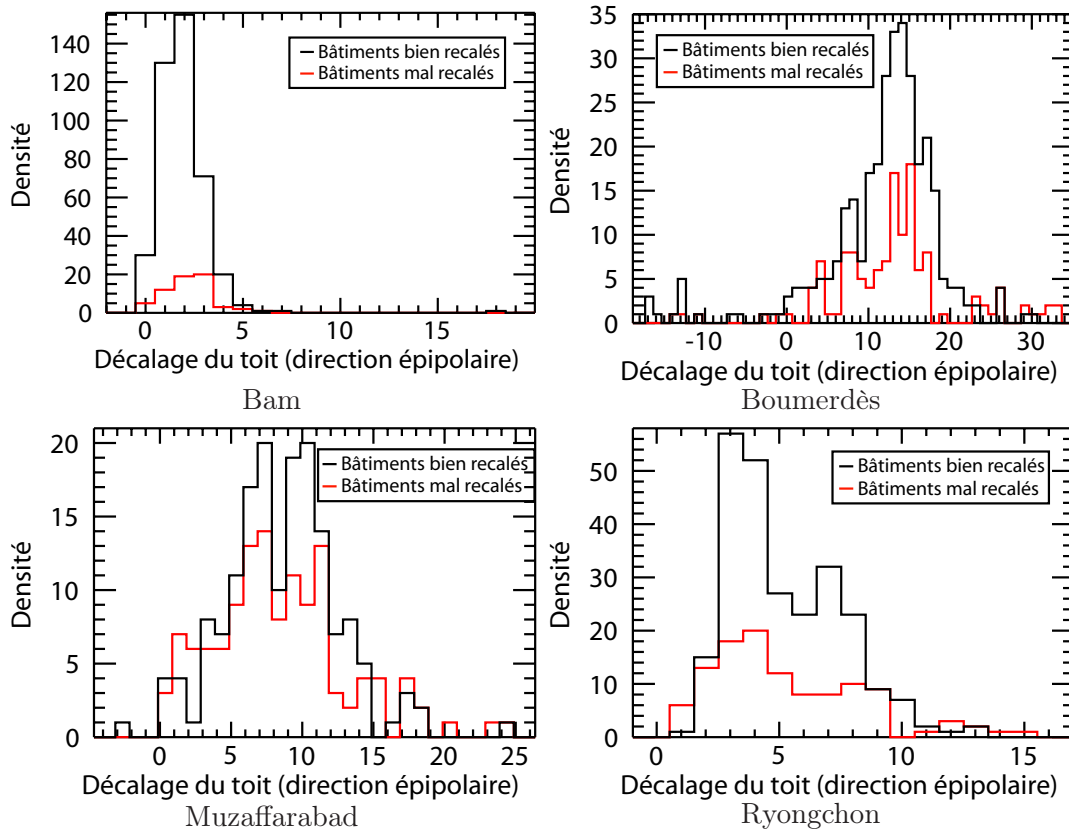 Bâtiments bien recalés
Bâtiments mal recalés
Densité
0 20 40 60 80 100 120 140
0 5 10 15
Décalage du toit (direction épipolaire)
Bam
Bâtiments bien recalés
Bâtiments mal recalés
Densité
0 5 10 15 20 25 30 35
-10 0 10 20 30
Décalage du toit (direction épipolaire)
Boumerdès
Bâtiments bien recalés
Bâtiments mal recalés
Densité
0 5 10 15 20
0 5 10 15 20 25
Décalage du toit (direction épipolaire)
Muzaffarabad
Bâtiments bien recalés
Bâtiments mal recalés
Densité
0 10 20 30 40 50
0 5 10 15
Décalage du toit (direction épipolaire)
Ryongchon